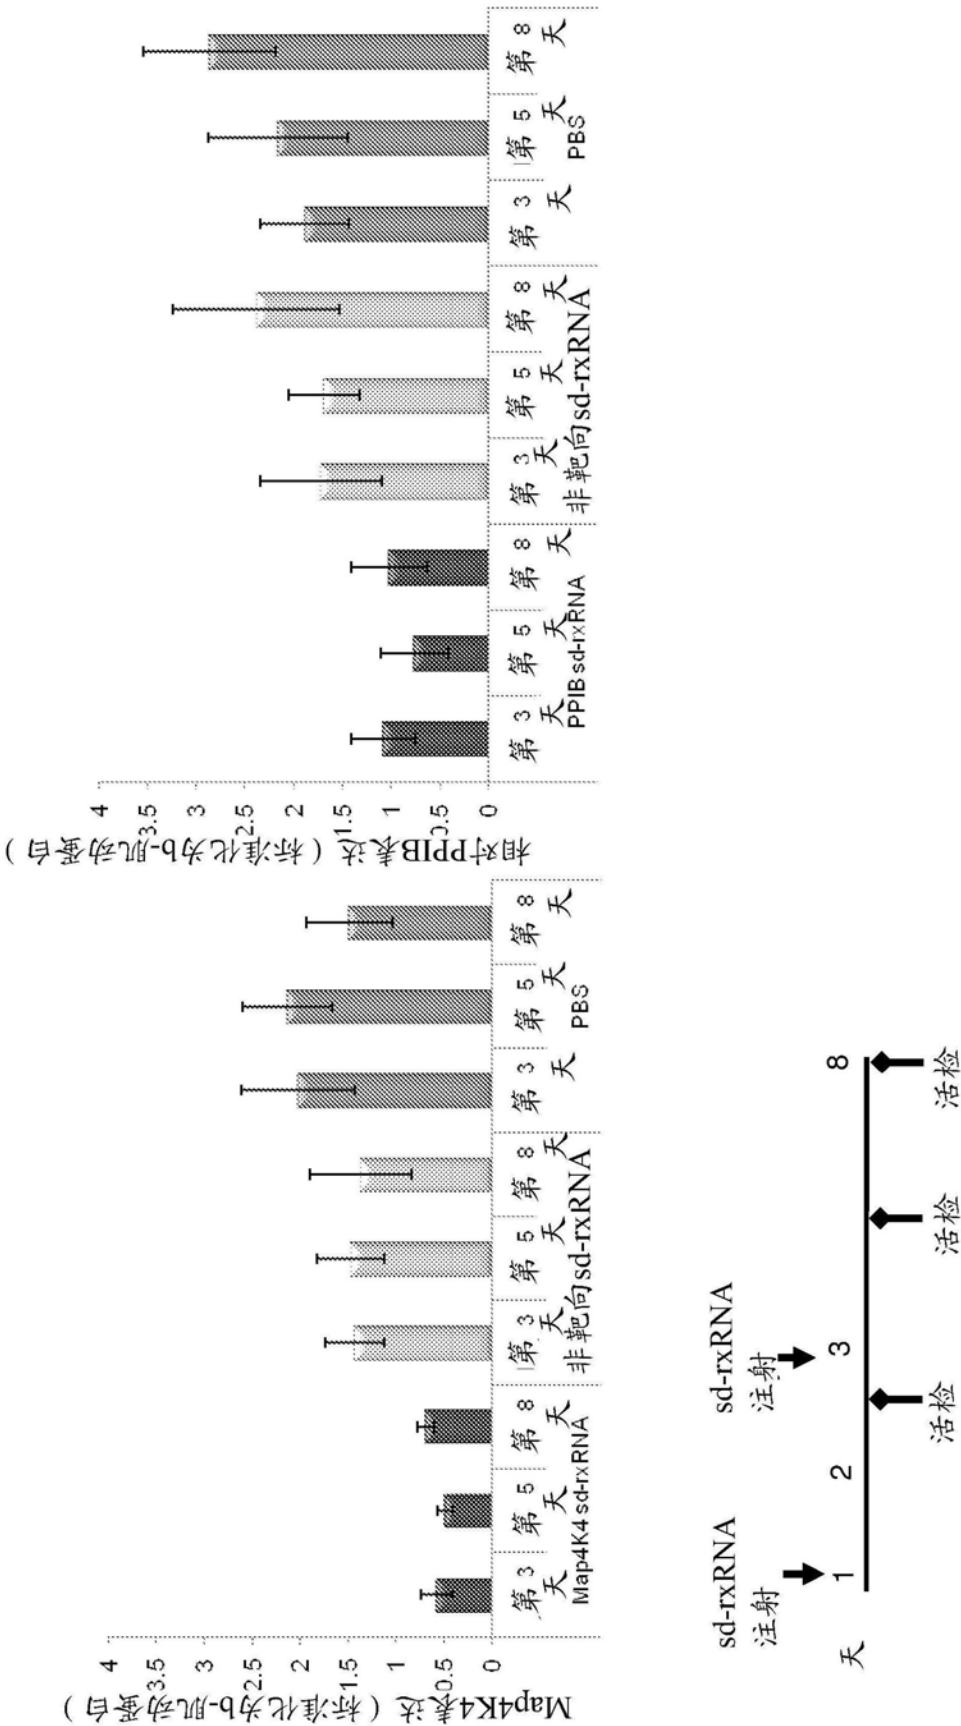 Map4K4表达（标准化为b-肌动蛋白）
4
3.5
3
2.5
2
1.5
1
0.5
0
第 3 天
第 5 天
第 8 天
第 3 天
第 5 天
第 8 天
第 3 天
第 5 天
第 8 天
Map4K4 sd-rxRNA
非靶向sd-rxRNA
PBS
相对PPIB表达（标准化为b-肌动蛋白）
4
3.5
3
2.5
2
1.5
1
0.5
0
第 3 天
第 5 天
第 8 天
第 3 天
第 5 天
第 8 天
第 3 天
第 5 天
第 8 天
PPIB sd-rxRNA
非靶向sd-rxRNA
PBS
sd-rxRNA
注射
sd-rxRNA
注射
天
1
2
3
8
活检
活检
活检